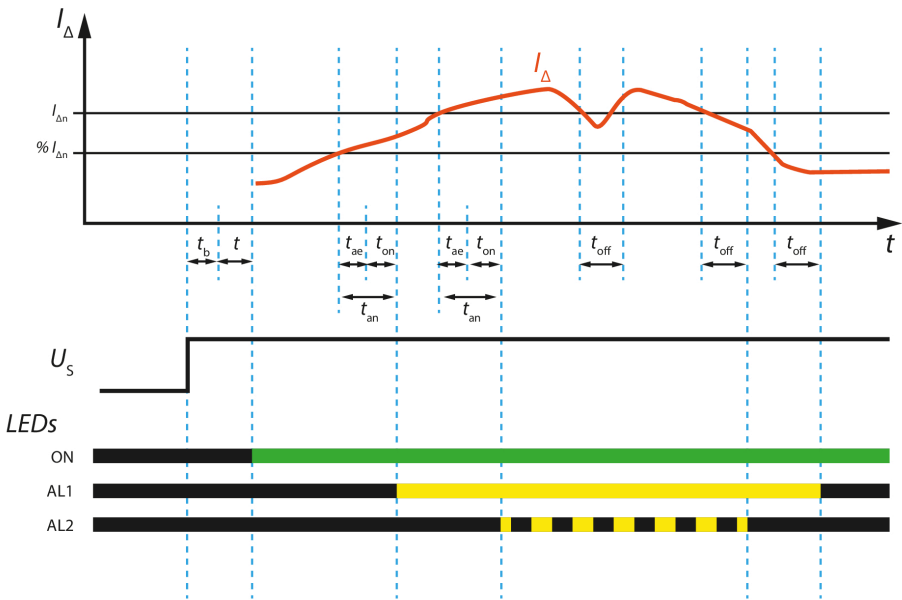 IΔ
IΔ
IΔn
% IΔn
tb t tae ton tae ton toff toff toff t
tan tan
US
LEDs
ON
AL1
AL2